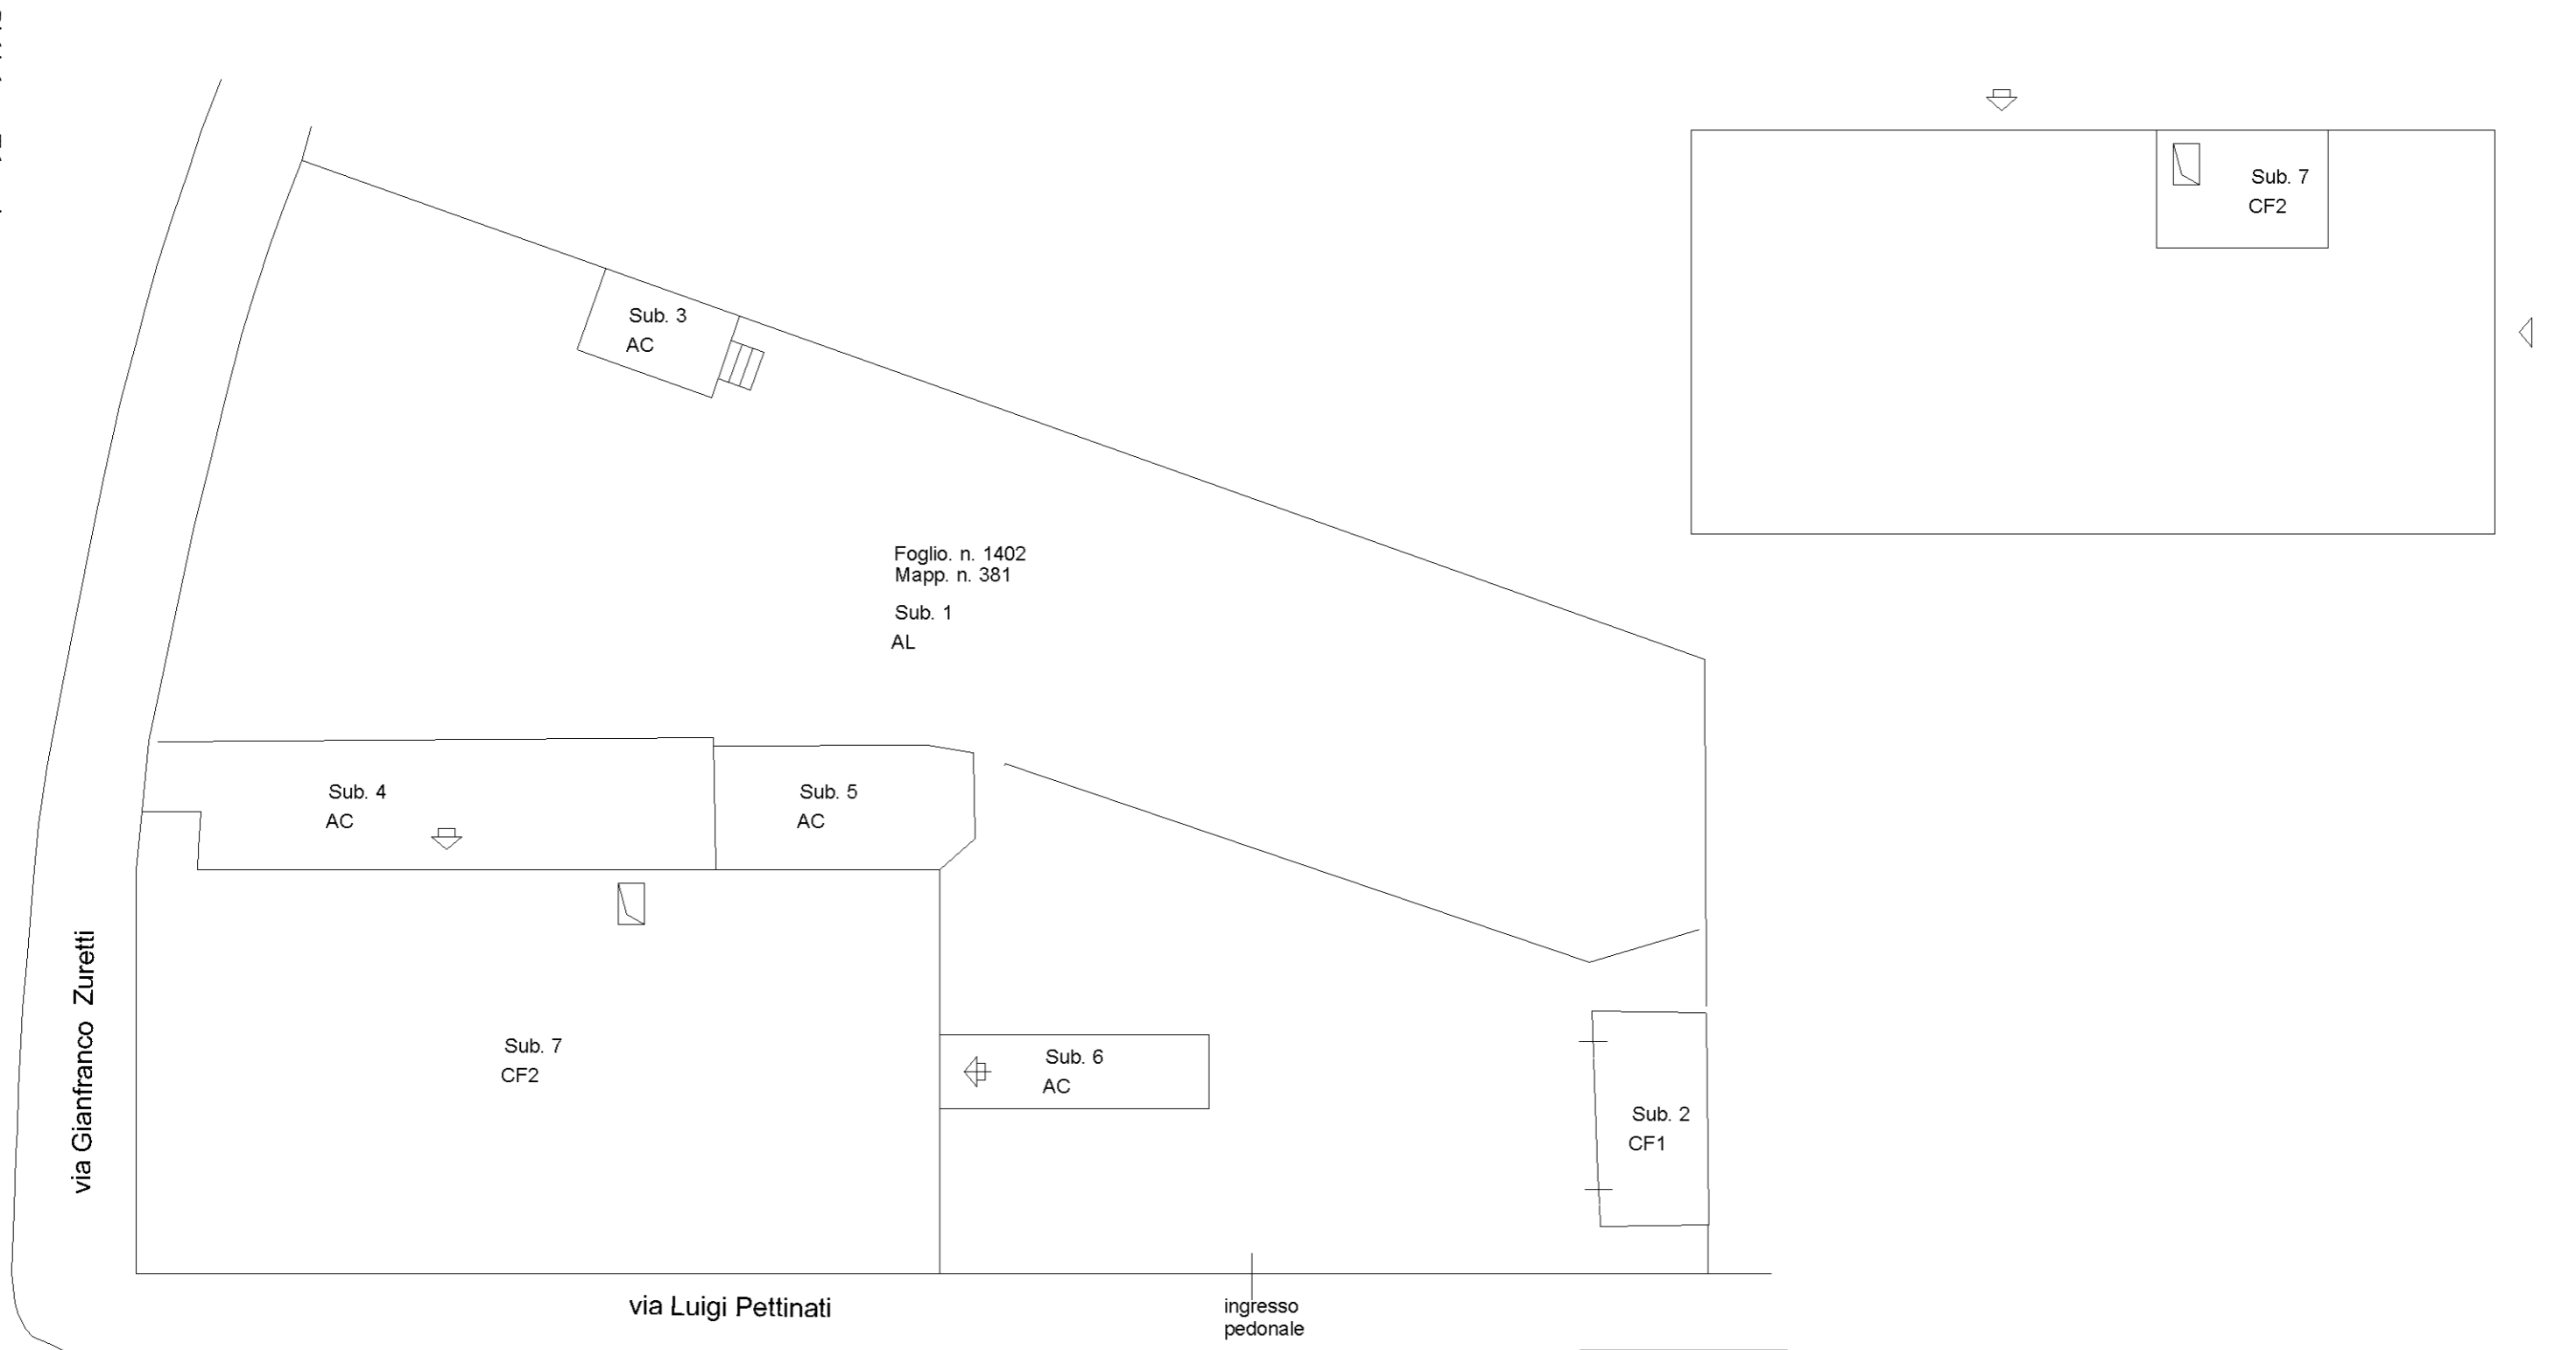 Sub. 7
CF2
Sub. 3
AC
Foglio. n. 1402
Mapp. n. 381
Sub. 1
AL
Sub. 4
AC
Sub. 5
AC
Sub. 7
CF2
Sub. 6
AC
Sub. 2
CF1
via Gianfranco Zuretti
via Luigi Pettinati
ingresso
pedonale